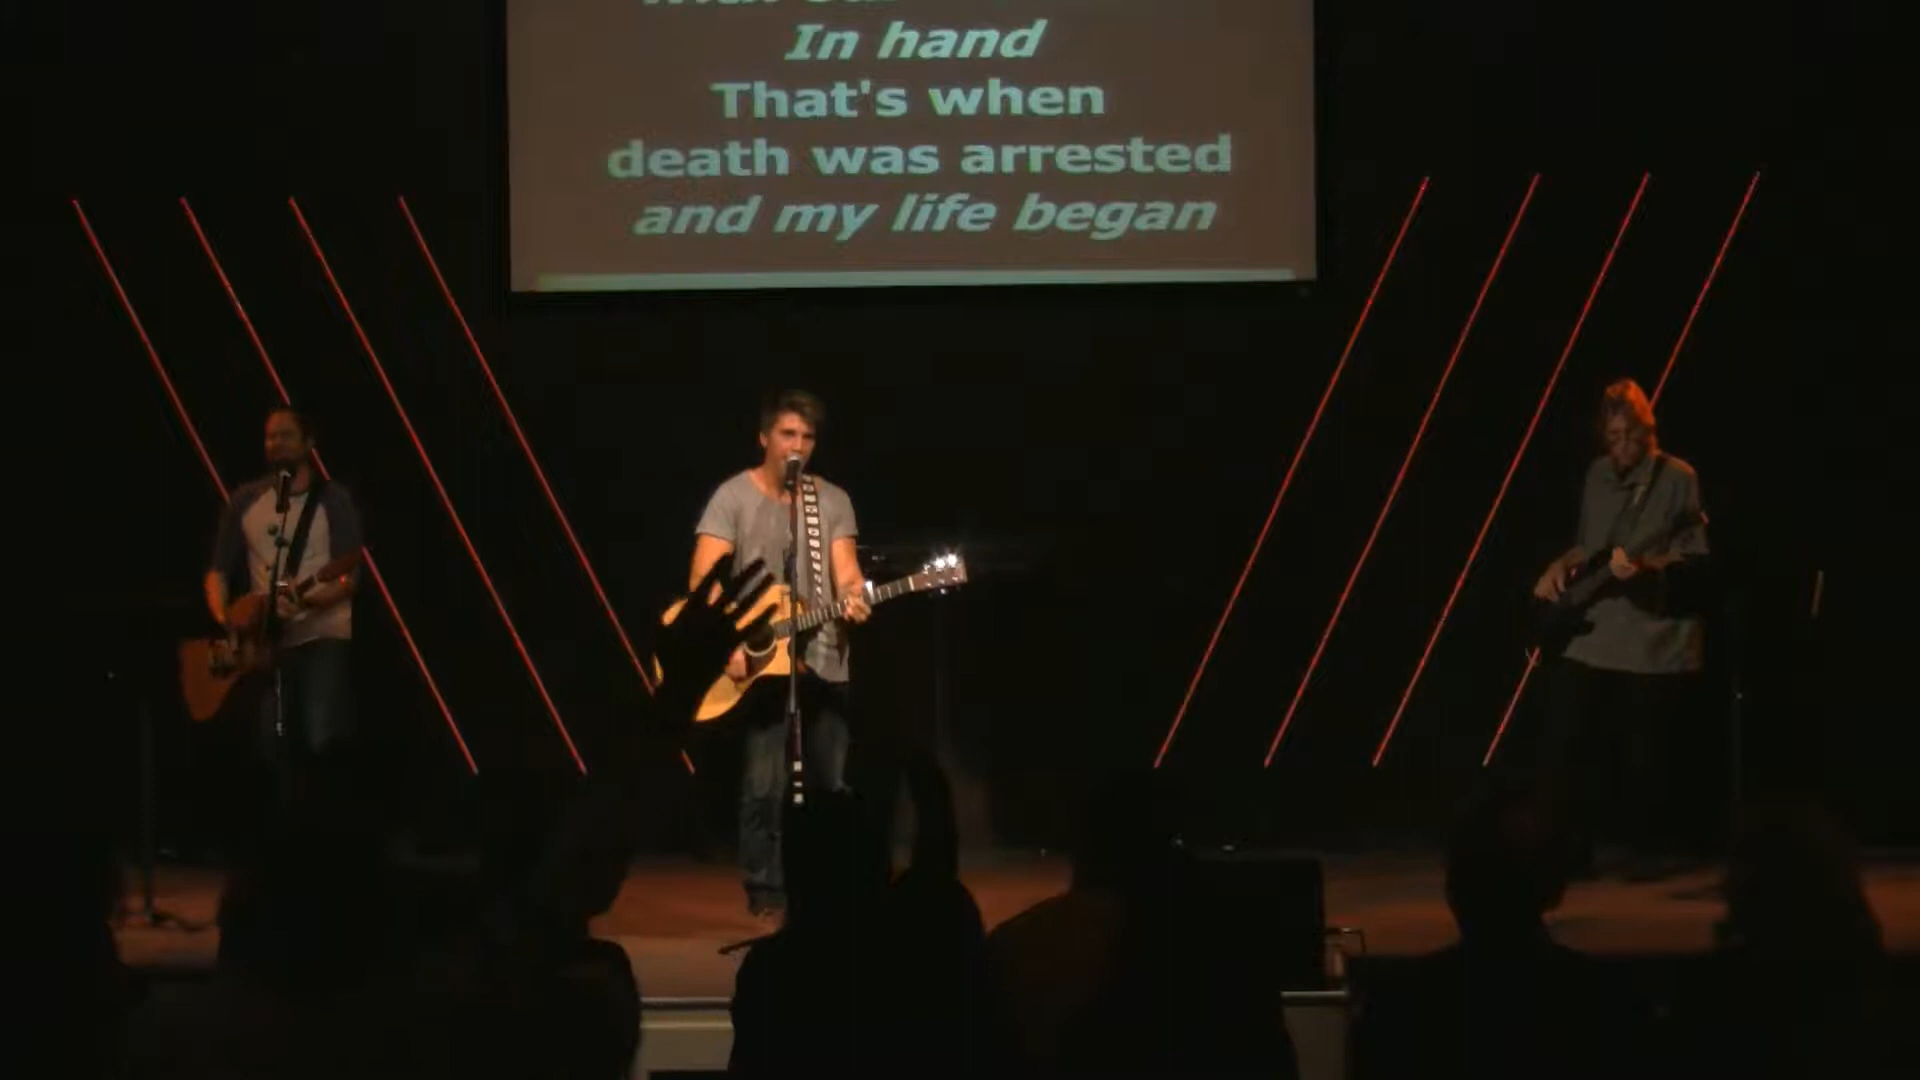 In hand
That's when
death was arrested
and my life began